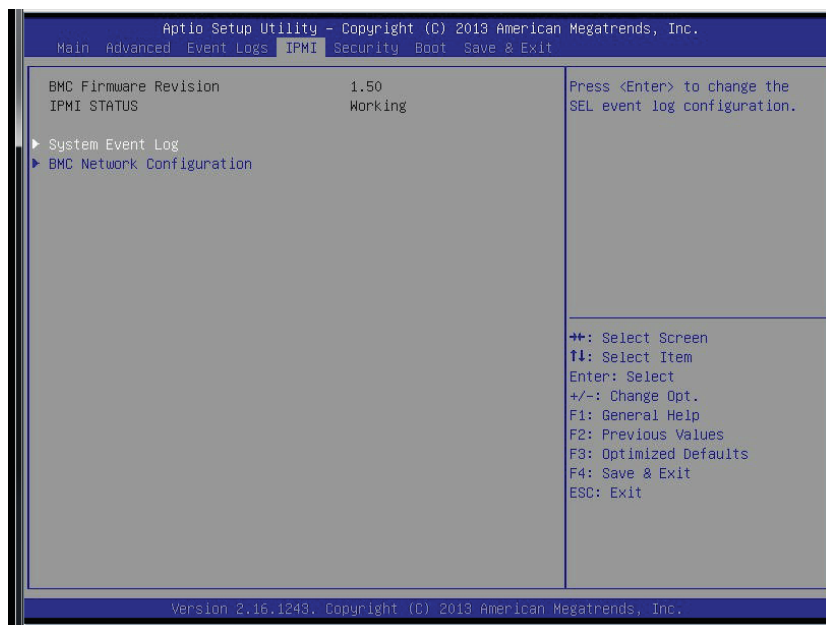 Aptio Setup Utility – Copyright (C) 2013 American Megatrends, Inc.
Main Advanced Event Logs IPMI Security Boot Save & Exit
BMC Firmware Revision 1.50
IPMI STATUS Working
System Event Log
BMC Network Configuration
Press <Enter> to change the
SEL event log configuration.
→←: Select Screen
↑↓: Select Item
Enter: Select
+/-: Change Opt.
F1: General Help
F2: Previous Values
F3: Optimized Defaults
F4: Save & Exit
ESC: Exit
Version 2.16.1243. Copyright (C) 2013 American Megatrends, Inc.